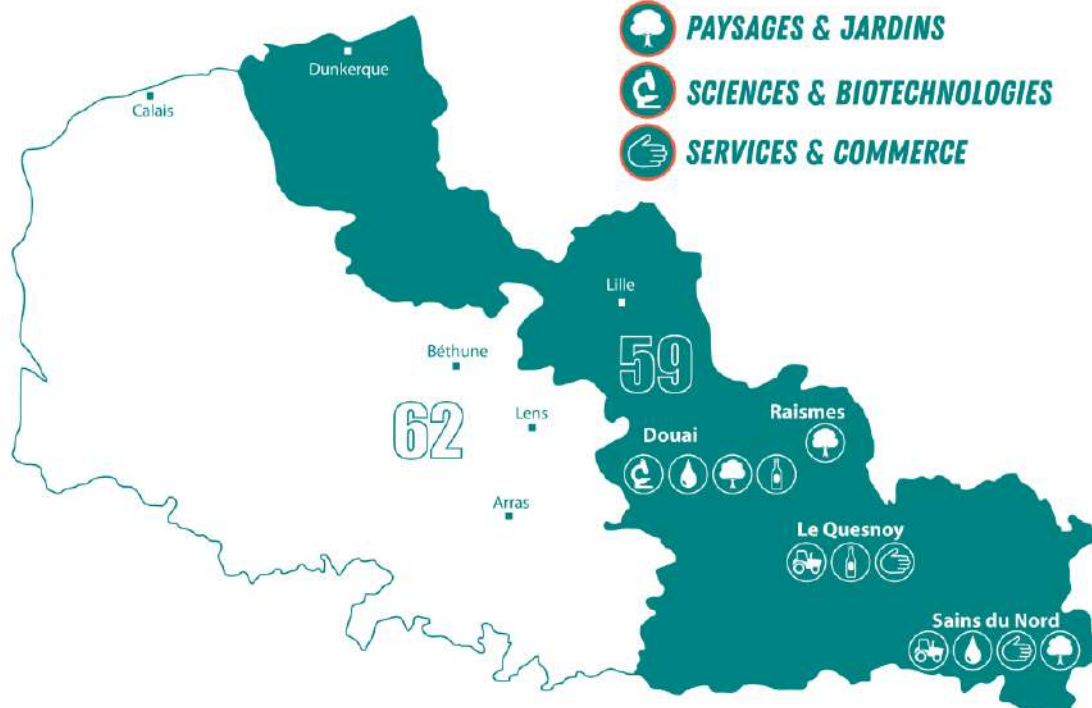 PAYSAGES & JARDINS
SCIENCES & BIOTECHNOLOGIES
SERVICES & COMMERCE
Dunkerque
Calais
Lille
59
Béthune
62
Lens
Raismes
Douai
Arras
Le Quesnoy
Sains du Nord